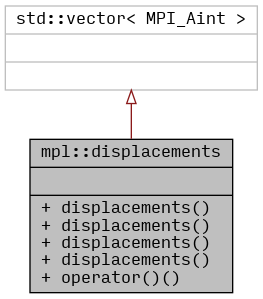 std::vector< MPI_Aint >
mpl::displacements
+ displacements()
+ displacements()
+ displacements()
+ displacements()
+ operator()()